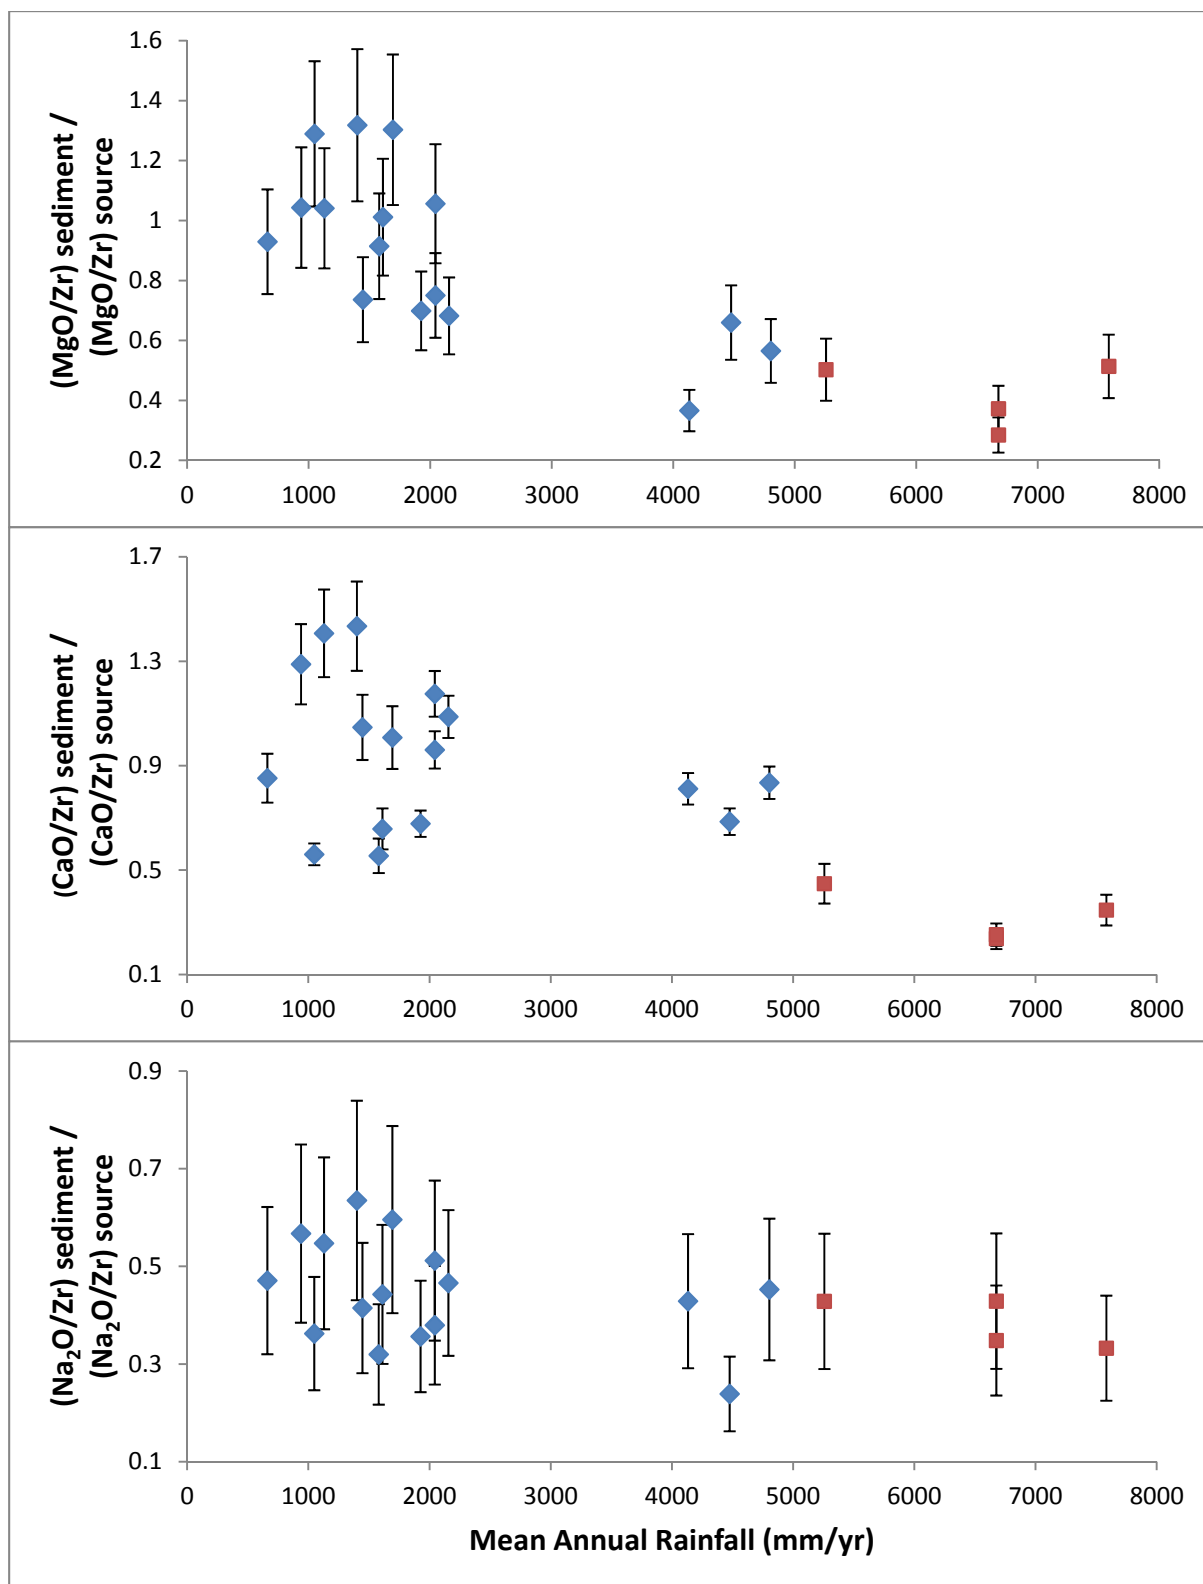 1.6
1.4
1.2
1
0.8
0.6
0.4
0.2
(MgO/Zr) sediment /
(MgO/Zr) source
0 1000 2000 3000 4000 5000 6000 7000 8000
1.7
1.3
0.9
0.5
0.1
(CaO/Zr) sediment /
(CaO/Zr) source
0 1000 2000 3000 4000 5000 6000 7000 8000
0.9
0.7
0.5
0.3
0.1
(Na₂O/Zr) sediment /
(Na₂O/Zr) source
0 1000 2000 3000 4000 5000 6000 7000 8000
Mean Annual Rainfall (mm/yr)